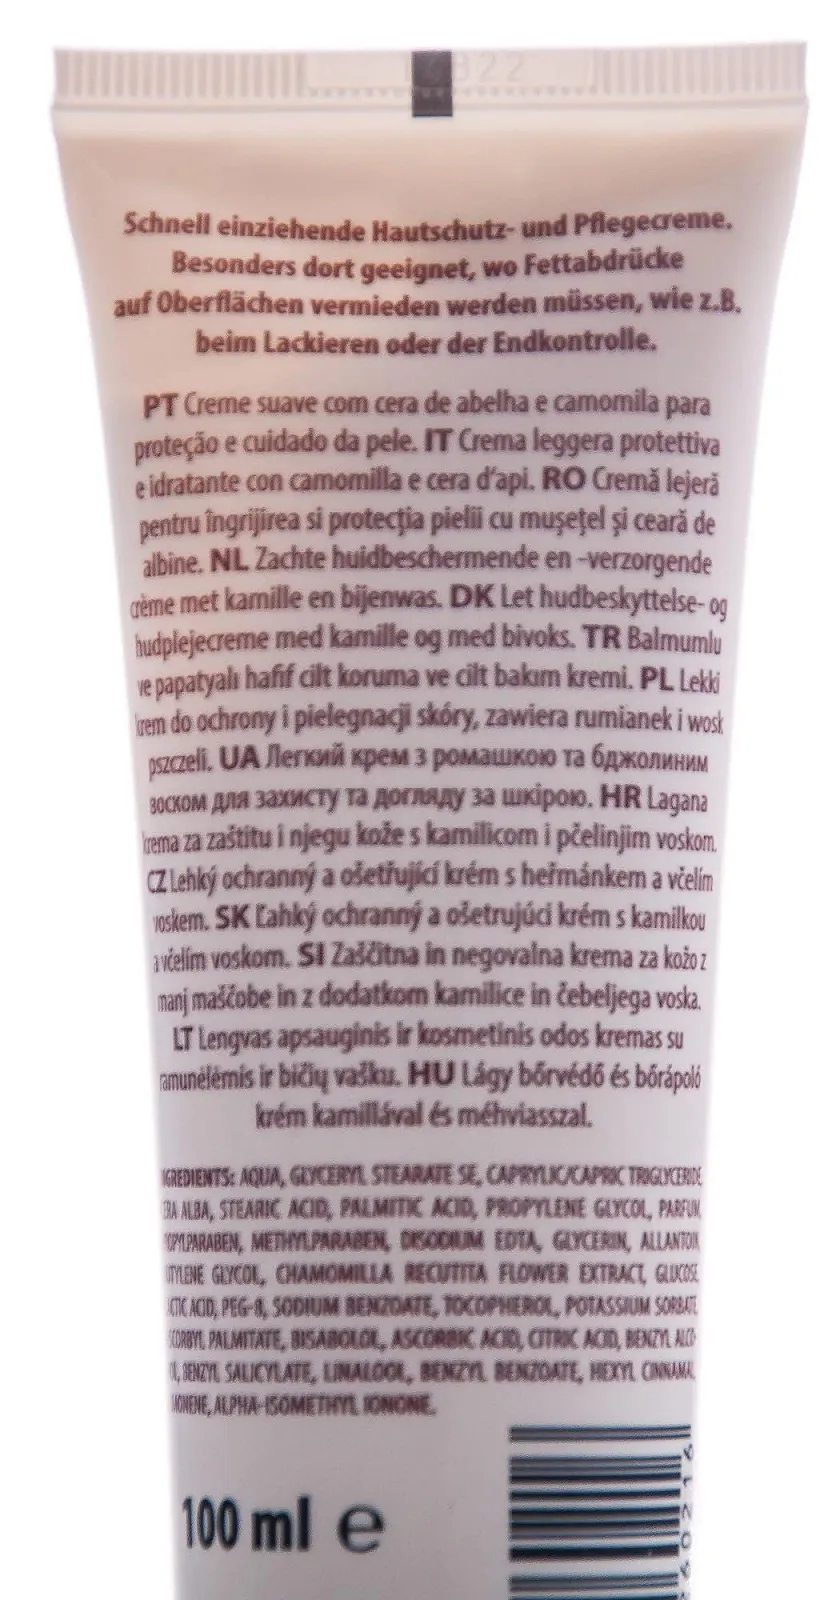 822
Schnell einziehende Hautschutz- und Pflegecreme.
Besonders dort geeignet, wo Fettabdrücke
auf Oberflächen vermieden werden müssen, wie z.B.
beim Lackieren oder der Endkontrolle.
PT Creme suave com cera de abelha e camomila para
proteção e cuidado da pele. IT Crema leggera protettiva
e idratante con camomilla e cera d'api. RO Cremă lejeră
pentru îngrijirea si protecția pielii cu mușețel și ceară de
albine. NL Zachte huidbeschermende en -verzorgende
crème met kamille en bijenwas. DK Let hudbeskyttelse- og
hudplejecreme med kamille og med bivoks. TR Balmumlu
ve papatyalı hafif cilt koruma ve cilt bakım kremi. PL Lekki
krem do ochrony i pielegnacji skóry, zawiera rumianek i wosk
pszczeli. UA Легкий крем з ромашкою та бджолиним
воском для захисту та догляду за шкірою. HR Lagana
krema za zaštitu i njegu kože s kamilicom i pčelinjim voskom.
CZ Lehký ochranný a ošetřující krém s heřmánkem a včelím
voskem. SK Ľahký ochranný a ošetrujúci krém s kamilkou
a včelím voskom. SI Zaščitna in negovalna krema za kožo z
manj maščobe in z dodatkom kamilice in čebeljega voska.
LT Lengvas apsauginis ir kosmetinis odos kremas su
ramunėlėmis ir bičių vašku. HU Lágy bőrvédő és bőrápoló
krém kamillával és méhviasszal.
INGREDIENTS: AQUA, GLYCERYL STEARATE SE, CAPRYLIC/CAPRIC TRIGLYCERIDE,
ALBA, STEARIC ACID, PALMITIC ACID, PROPYLENE GLYCOL, PARFUM,
METHYLPARABEN, DISODIUM EDTA, GLYCERIN, ALLANTOIN,
GLYCOL, CHAMOMILLA RECUTITA FLOWER EXTRACT, GLUCOSE,
ACID, PEG-8, SODIUM BENZOATE, TOCOPHEROL, POTASSIUM SORBATE,
PALMITATE, BISABOLOL, ASCORBIC ACID, CITRIC ACID, BENZYL ALCO-
BENZYL SALICYLATE, LINALOOL, BENZYL BENZOATE, HEXYL CINNAMAL,
ALPHA-ISOMETHYL IONONE.
100 ml e